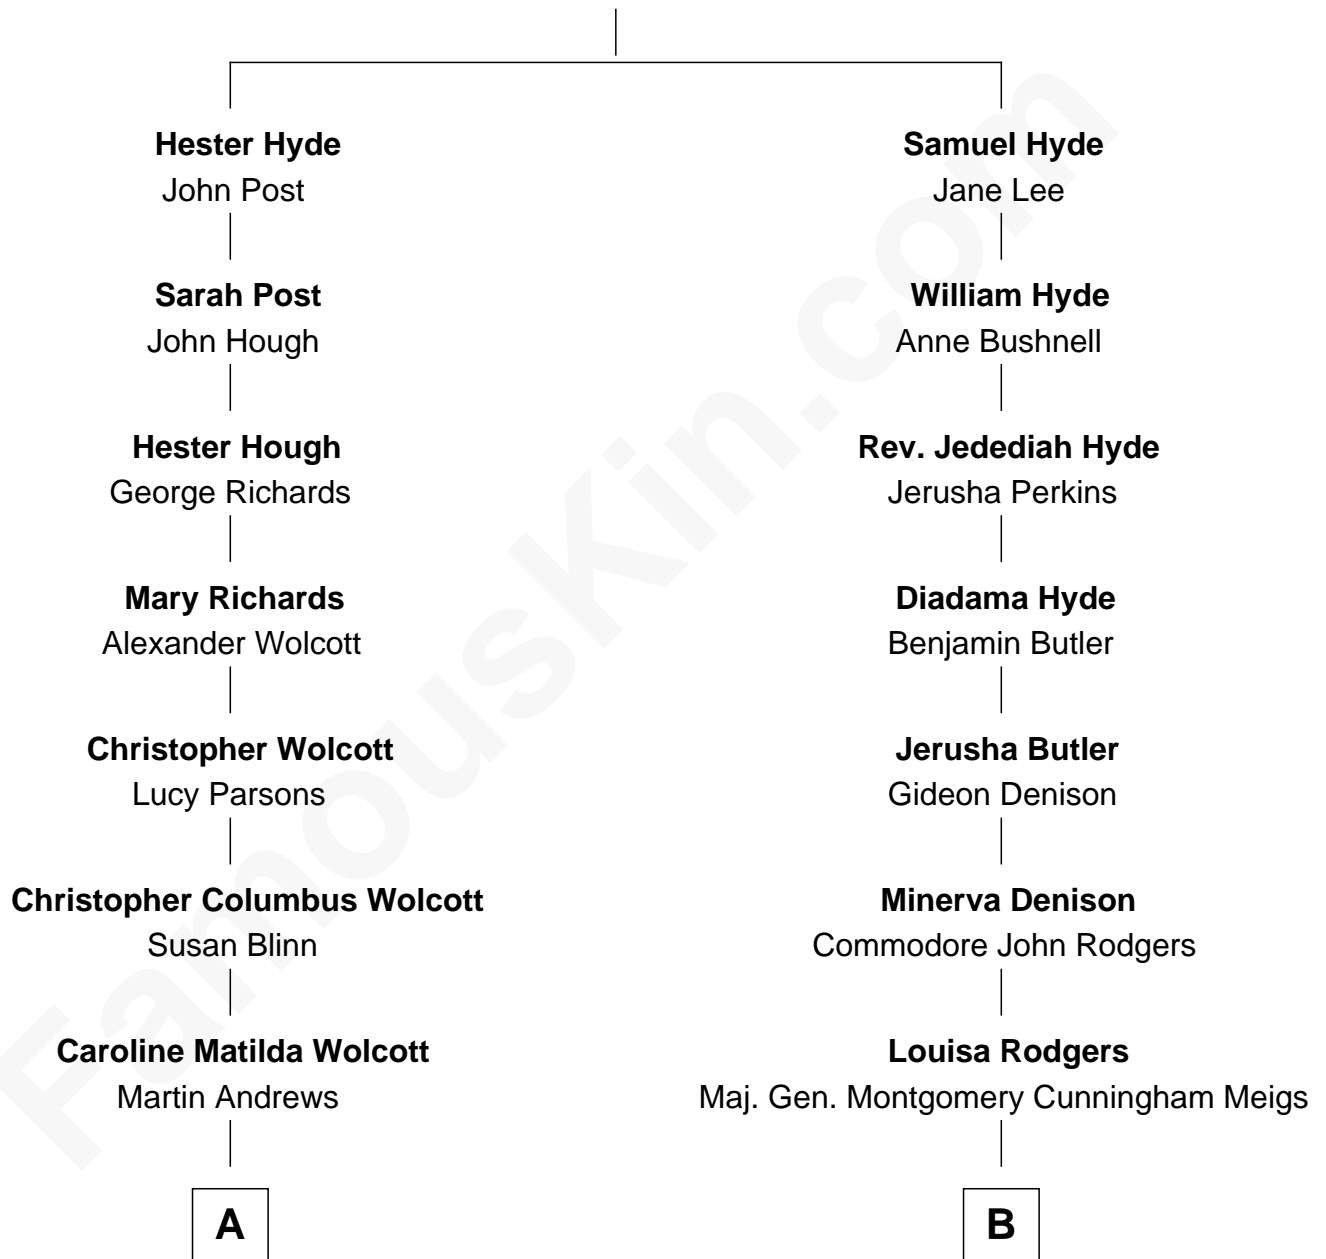 Hester Hyde
John Post
Samuel Hyde
Jane Lee
Sarah Post
John Hough
William Hyde
Anne Bushnell
Hester Hough
George Richards
Rev. Jedediah Hyde
Jerusha Perkins
Mary Richards
Alexander Wolcott
Diadama Hyde
Benjamin Butler
Christopher Wolcott
Lucy Parsons
Jerusha Butler
Gideon Denison
Christopher Columbus Wolcott
Susan Blinn
Minerva Denison
Commodore John Rodgers
Caroline Matilda Wolcott
Martin Andrews
Louisa Rodgers
Maj. Gen. Montgomery Cunningham Meigs
A
B
FamousKin.com